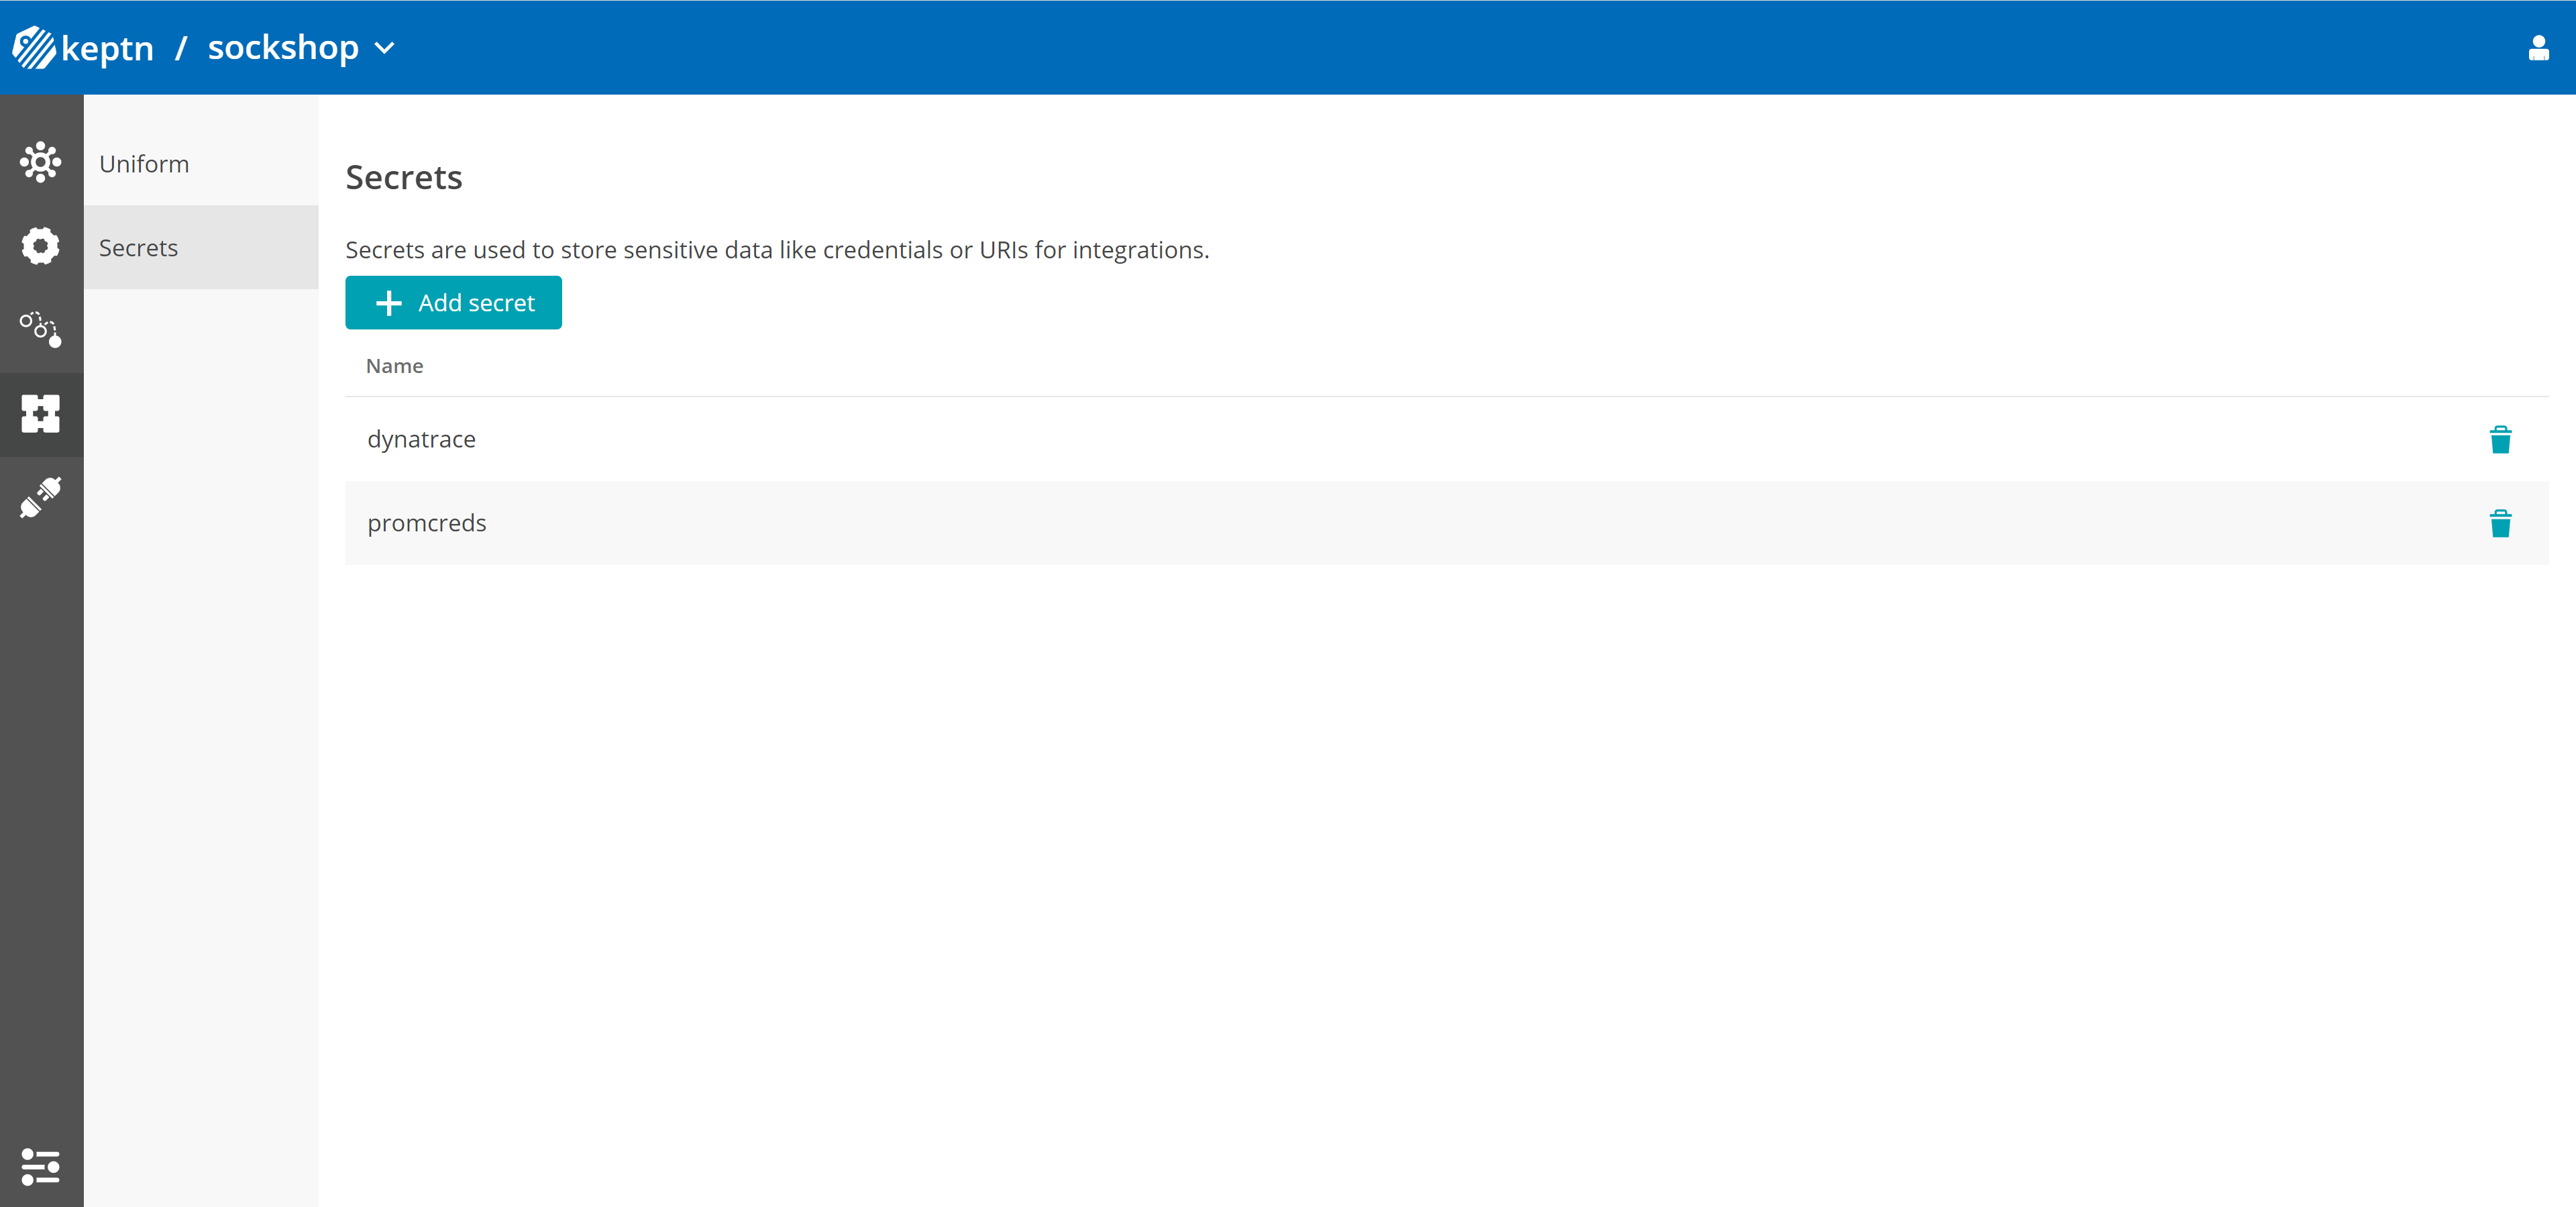 keptn / sockshop
Uniform
Secrets
Secrets
Secrets are used to store sensitive data like credentials or URIs for integrations.
Add secret
Name
dynatrace
promcreds